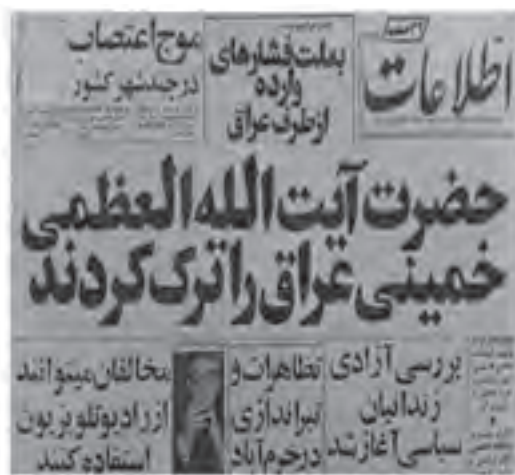 اطلاعات
بعلت فشارهای
وارده
از طرف عراق
موج اعتصاب
در چند شهر کشور
حضرت آیت الله العظمی
خمینی عراق را ترک کردند
بررسی آزادی
زندانیان
سیاسی آغاز شد
تظاهرات و
تیراندازی
در خرم آباد
مخالفان میتوانند
از رادیو تلویزیون
استفاده کنند